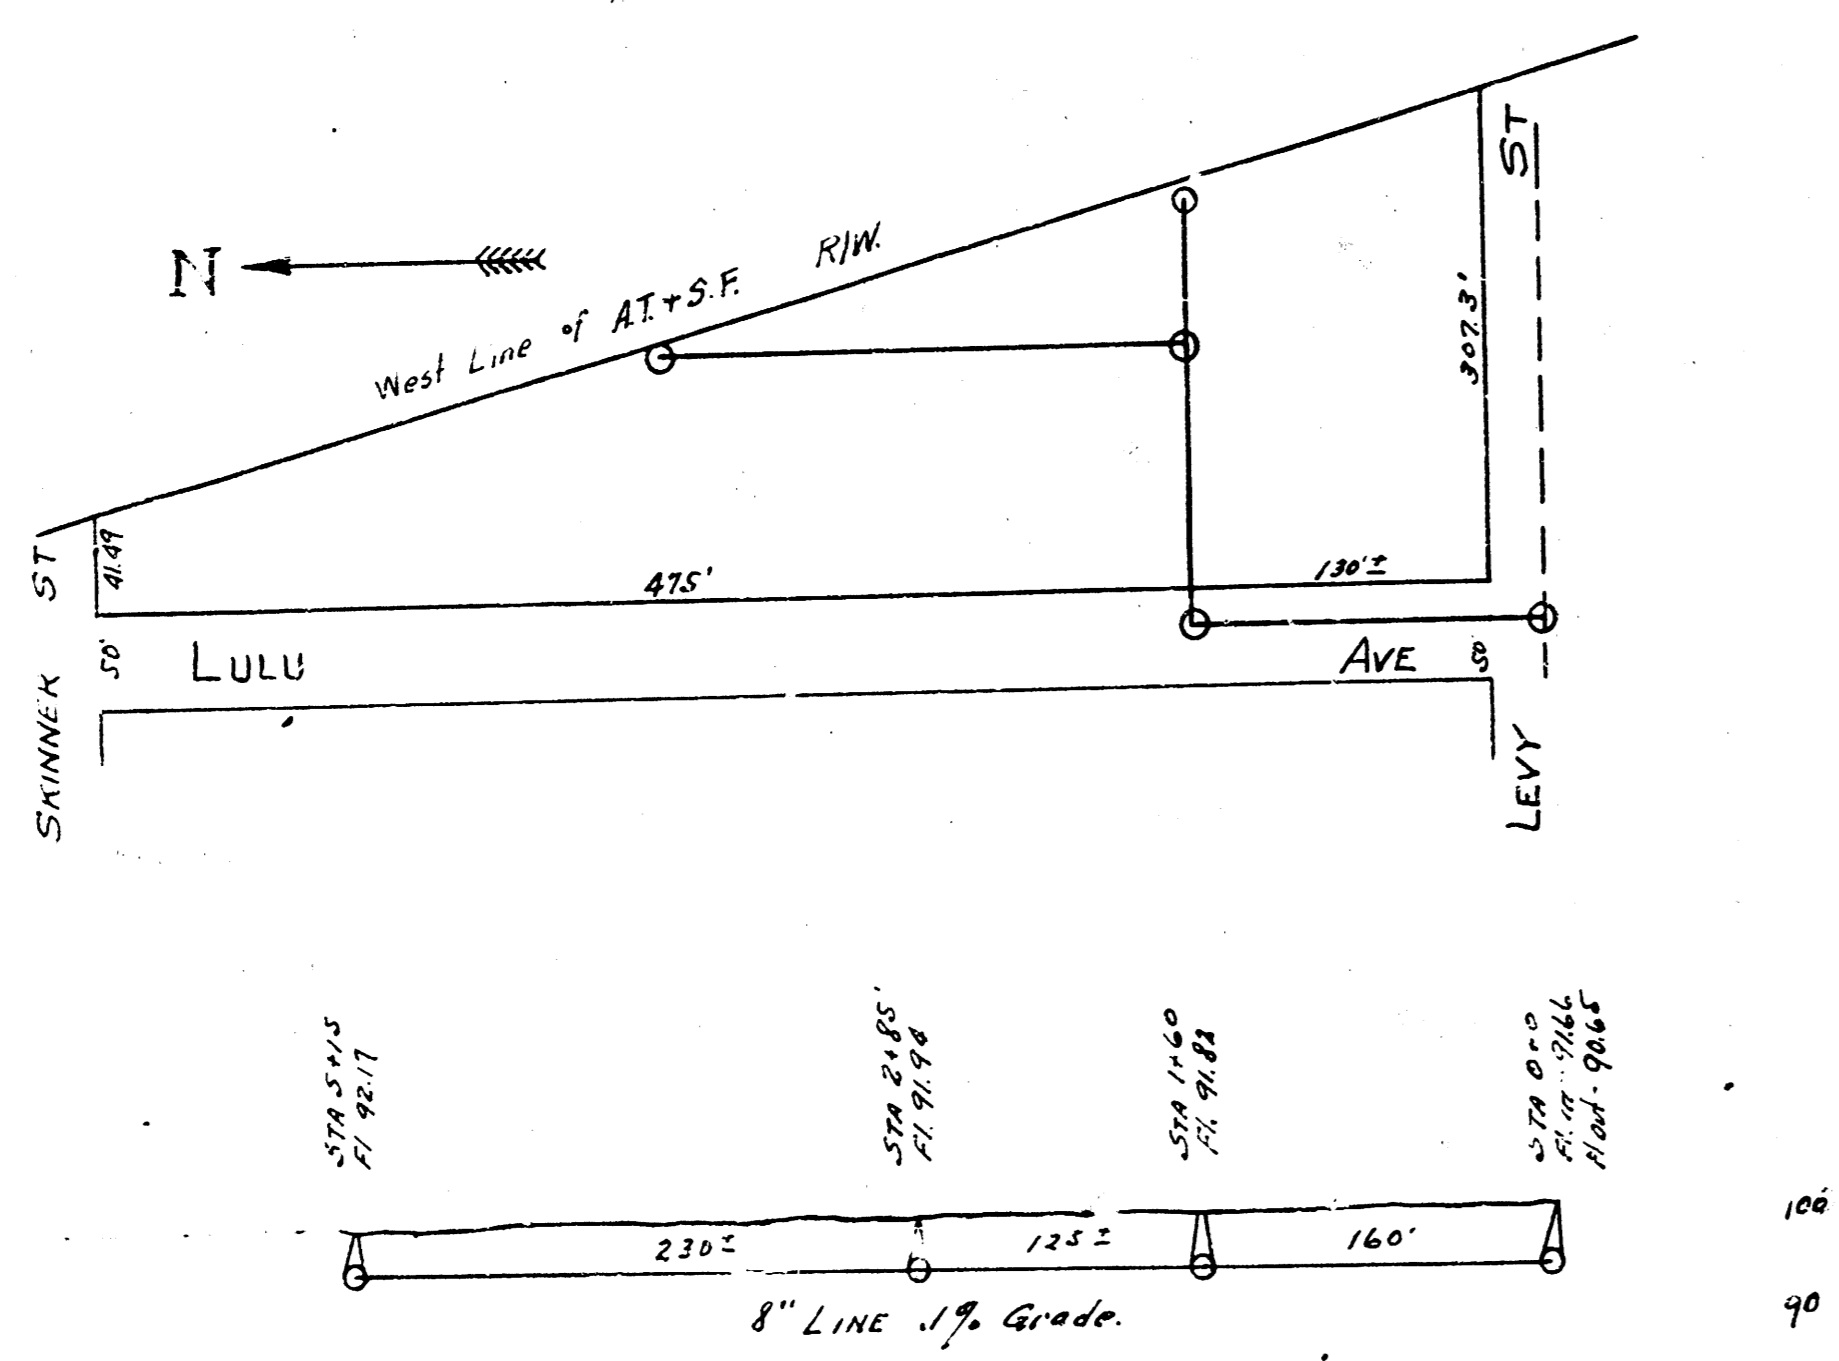 N
West Line of A.T. + S.F. R/W.
ST
307.3'
41.49
475'
130'±
SKINNER ST
50'
LULU AVE
50
LEVY
STA 5+15
Fl 92.17
STA 2+85
Fl. 91.94
STA 1+60
Fl. 91.82
STA 0+0
Fl. in - 91.66
Fl out - 90.65
230±
125±
160'
100
90
8" LINE .1% Grade.